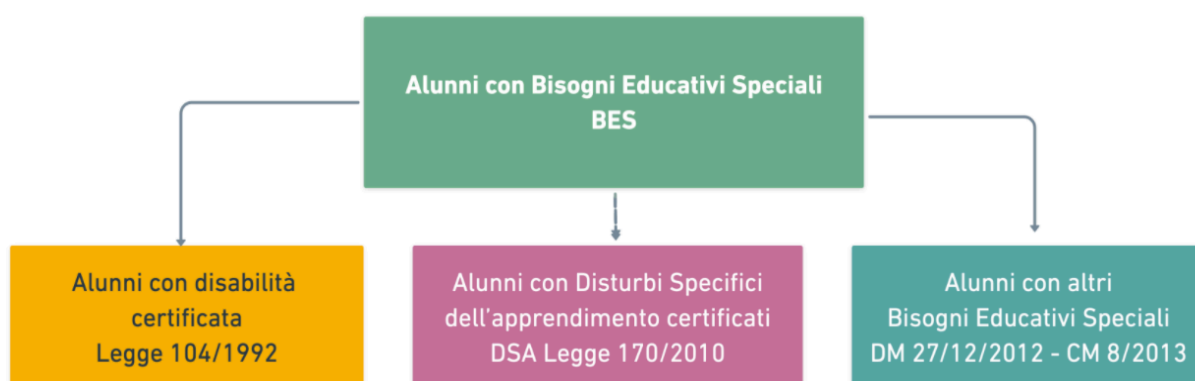 Alunni con Bisogni Educativi Speciali
BES
Alunni con disabilità
certificata
Legge 104/1992
Alunni con Disturbi Specifici
dell’apprendimento certificati
DSA Legge 170/2010
Alunni con altri
Bisogni Educativi Speciali
DM 27/12/2012 - CM 8/2013